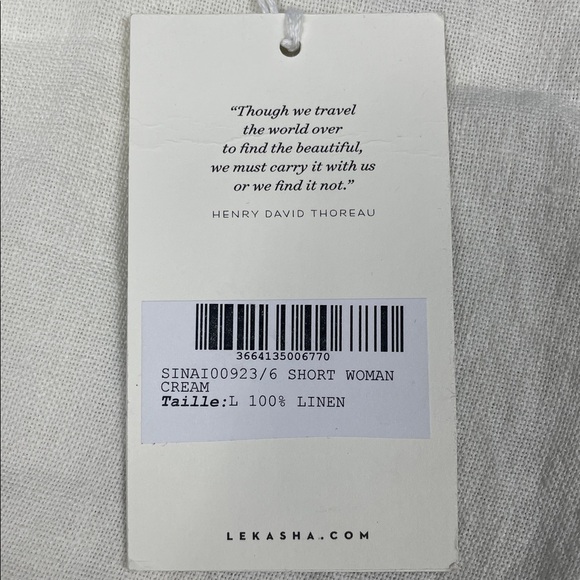 “Though we travel
the world over
to find the beautiful,
we must carry it with us
or we find it not.”
HENRY DAVID THOREAU
3664135006770
SINAI00923/6 SHORT WOMAN
CREAM
Taille:L 100% LINEN
LEKASHA.COM